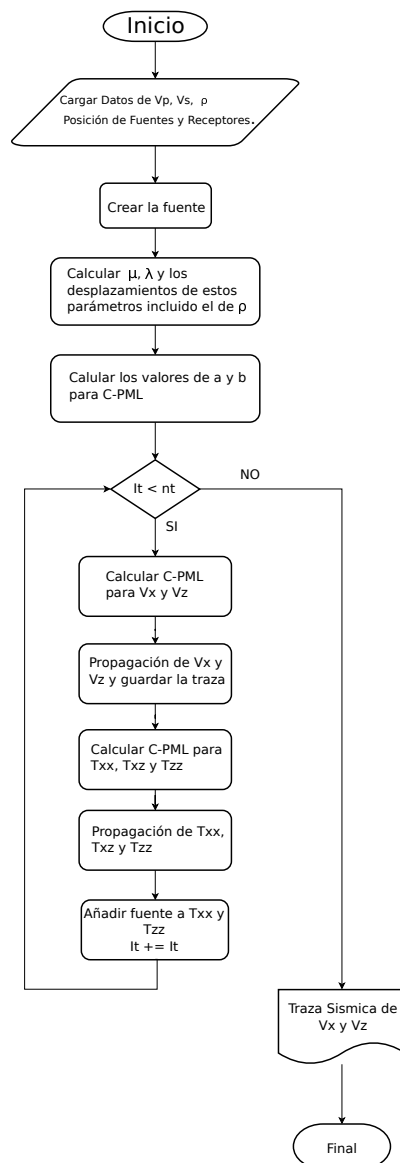 Inicio
Cargar Datos de Vp, Vs, ρ
Posición de Fuentes y Receptores.
Crear la fuente
Calcular μ, λ y los
desplazamientos de estos
parámetros incluido el de ρ
Calular los valores de a y b
para C-PML
It < nt
NO
SI
Calcular C-PML
para Vx y Vz
Propagación de Vx y
Vz y guardar la traza
Calcular C-PML para
Txx, Txz y Tzz
Propagación de Txx,
Txz y Tzz
Añadir fuente a Txx y
Tzz
It += It
Traza Sismica de
Vx y Vz
Final